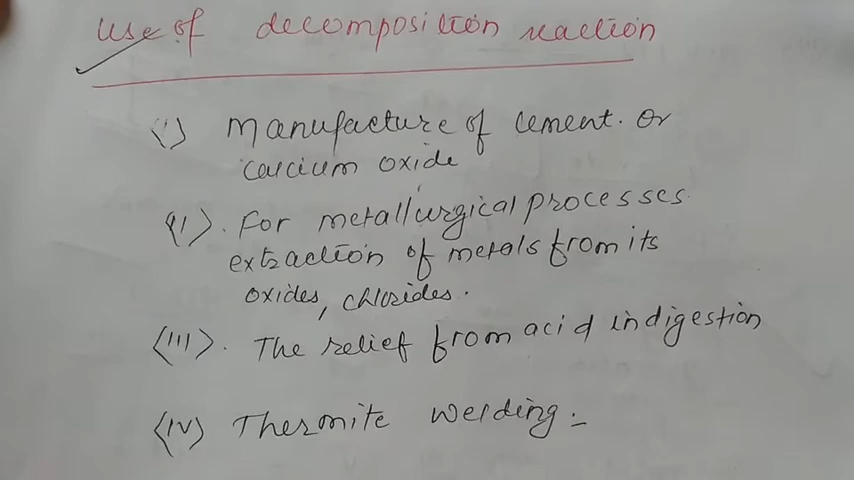 Use of decomposition reaction
(i) Manufacture of cement. or
calcium oxide
(II). For metallurgical processes
extraction of metals from its
oxides, chlorides.
(III). The relief from acid indigestion
(IV) Thermite welding :-